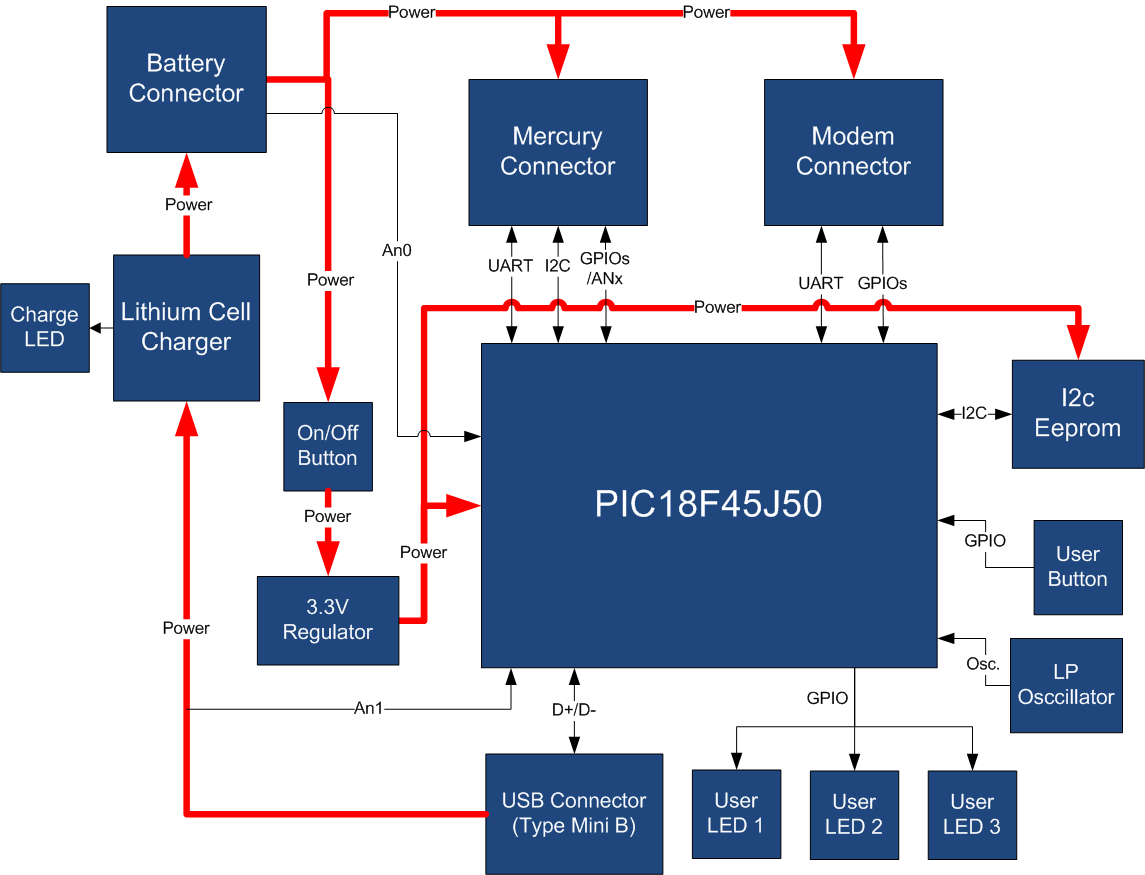 Power
Power
Battery
Connector
Mercury
Connector
Modem
Connector
Power
An0
UART
I2C
GPIOs
/ANx
UART
GPIOs
Power
Power
Charge
LED
Lithium Cell
Charger
I2c
Eeprom
I2C
On/Off
Button
PIC18F45J50
Power
Power
GPIO
User
Button
3.3V
Regulator
Power
Osc.
LP
Osccillator
An1
D+/D-
GPIO
USB Connector
(Type Mini B)
User
LED 1
User
LED 2
User
LED 3